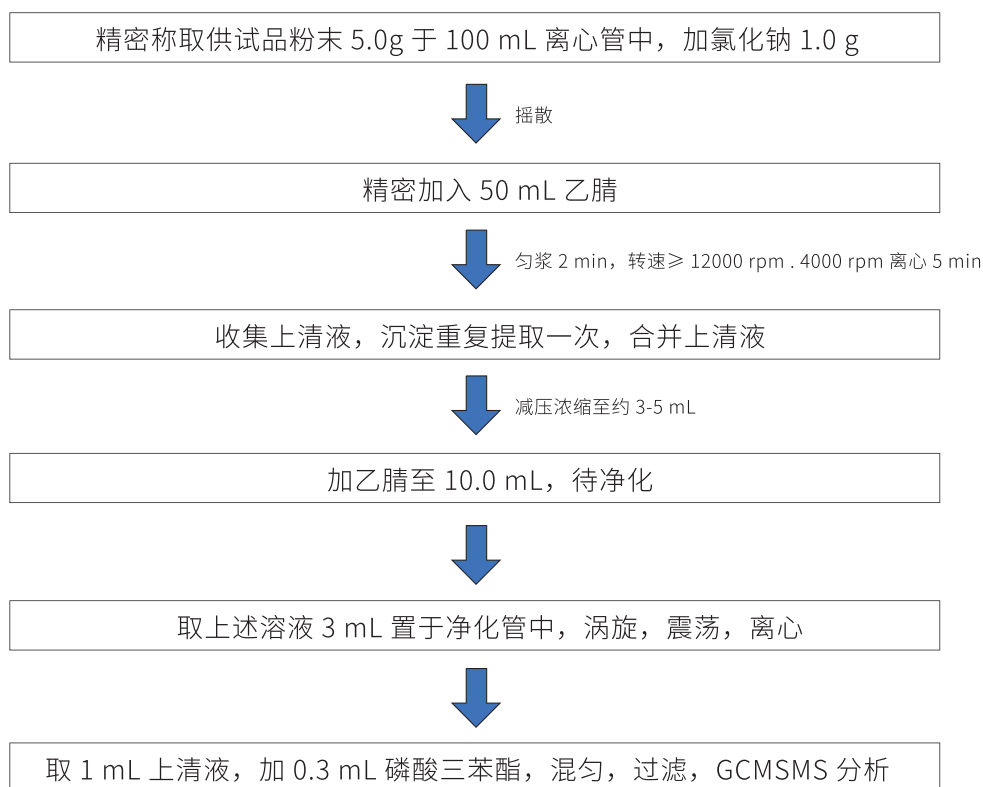 精密称取供试品粉末 5.0g 于 100 mL 离心管中，加氯化钠 1.0 g
摇散
精密加入 50 mL 乙腈
匀浆 2 min，转速≥ 12000 rpm . 4000 rpm 离心 5 min
收集上清液，沉淀重复提取一次，合并上清液
减压浓缩至约 3-5 mL
加乙腈至 10.0 mL，待净化
取上述溶液 3 mL 置于净化管中，涡旋，震荡，离心
取 1 mL 上清液，加 0.3 mL 磷酸三苯酯，混匀，过滤，GCMSMS 分析